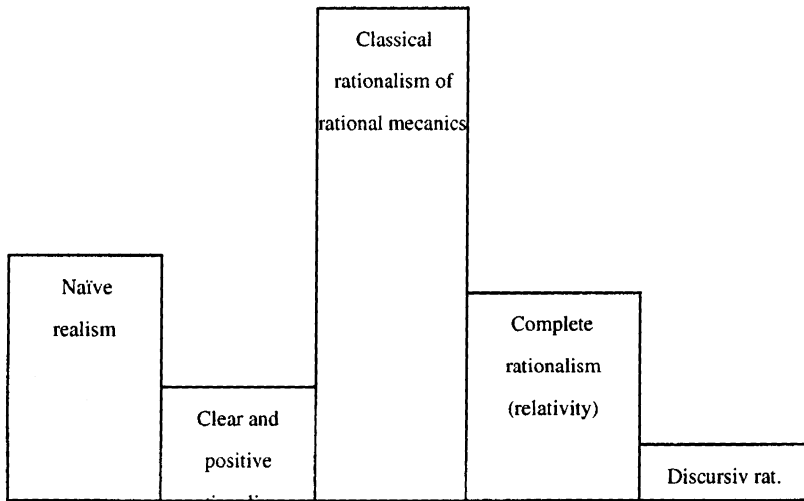 Classical
rationalism of
rational mecanics
Naïve
realism
Complete
rationalism
(relativity)
Clear and
positive
Discursiv rat.